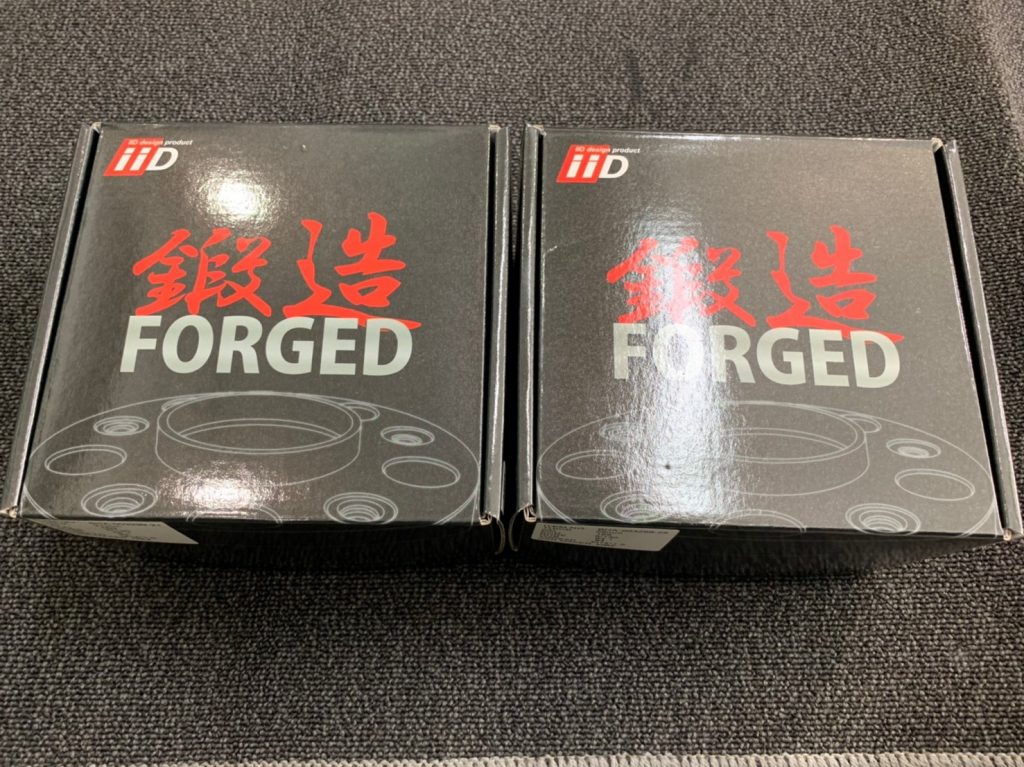 iiD design product
iiD
鍛造
FORGED
iiD design product
iiD
鍛造
FORGED